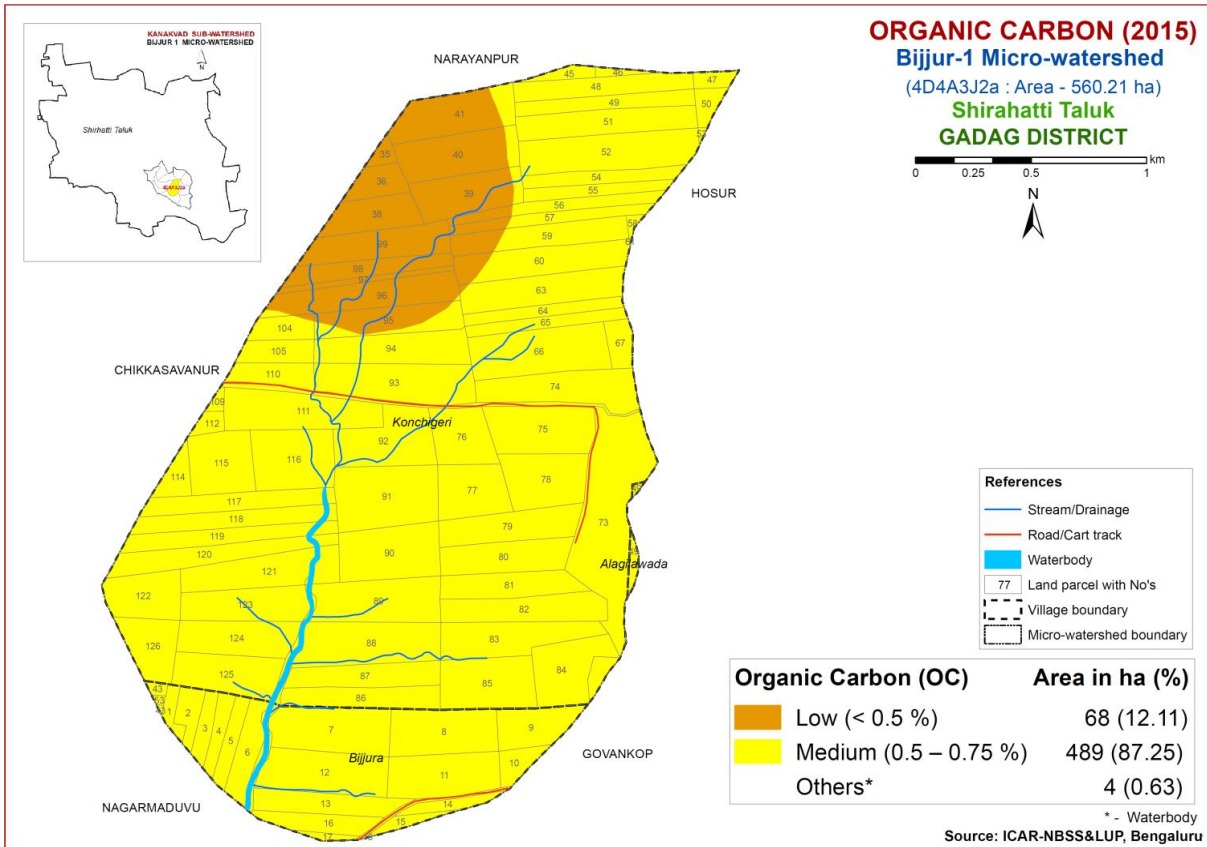 KANAKVAD SUB-WATERSHED
BIJJUR 1 MICRO-WATERSHED
N
Shirhatti Taluk
4D4A3J2a
ORGANIC CARBON (2015)
Bijjur-1 Micro-watershed
(4D4A3J2a : Area - 560.21 ha)
Shirahatti Taluk
GADAG DISTRICT
0 0.25 0.5 1 km
N
NARAYANPUR
HOSUR
CHIKKASAVANUR
GOVANKOP
NAGARMADUVU
Konchigeri
Alagilawada
Bijjura
45 46 47
48
41 49 50
51
35 40 52
54
36 39 55
56
38 57
59 58
99 60 61
98
97
96 63
95 64
104 65
94 66 67
105
110 93 74
109
111
112 92 76 75
115 116
114 77 78
91
117
118 79 73
119
120 90 80
121 81
122 123 89 82
124 88 83
126
125 87 85 84
86
43
1 2 3 4 5 6 7 8 9
12 11 10
13 14
16 15
17
References
Stream/Drainage
Road/Cart track
Waterbody
77 Land parcel with No's
Village boundary
Micro-watershed boundary
Organic Carbon (OC) Area in ha (%)
Low (< 0.5 %) 68 (12.11)
Medium (0.5 – 0.75 %) 489 (87.25)
Others* 4 (0.63)
* - Waterbody
Source: ICAR-NBSS&LUP, Bengaluru